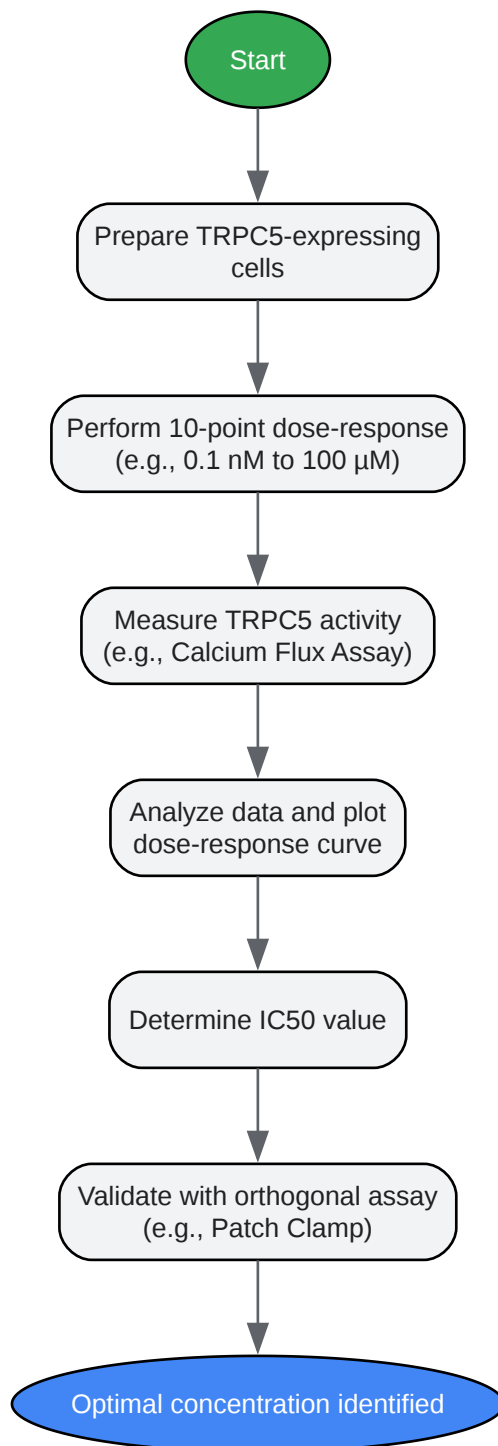 Start
Prepare TRPC5-expressing
cells
Perform 10-point dose-response
(e.g., 0.1 nM to 100 µM)
Measure TRPC5 activity
(e.g., Calcium Flux Assay)
Analyze data and plot
dose-response curve
Determine IC50 value
Validate with orthogonal assay
(e.g., Patch Clamp)
Optimal concentration identified